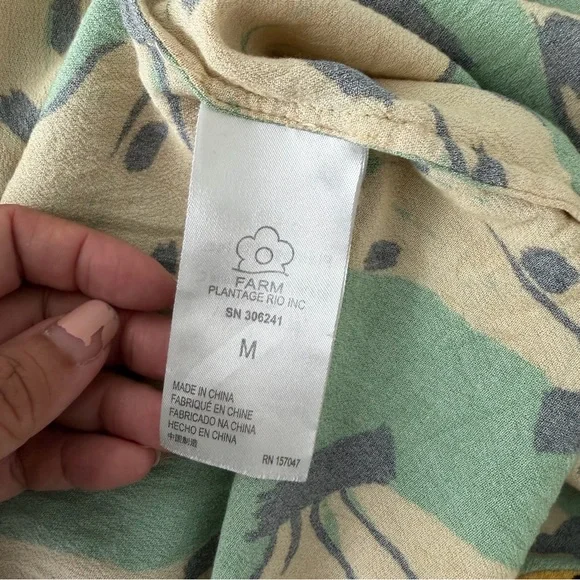 FARM
PLANTAGE RIO INC
SN 306241
M
MADE IN CHINA
FABRIQUÉ EN CHINE
FABRICADO NA CHINA
HECHO EN CHINA
中国制造
RN 157047